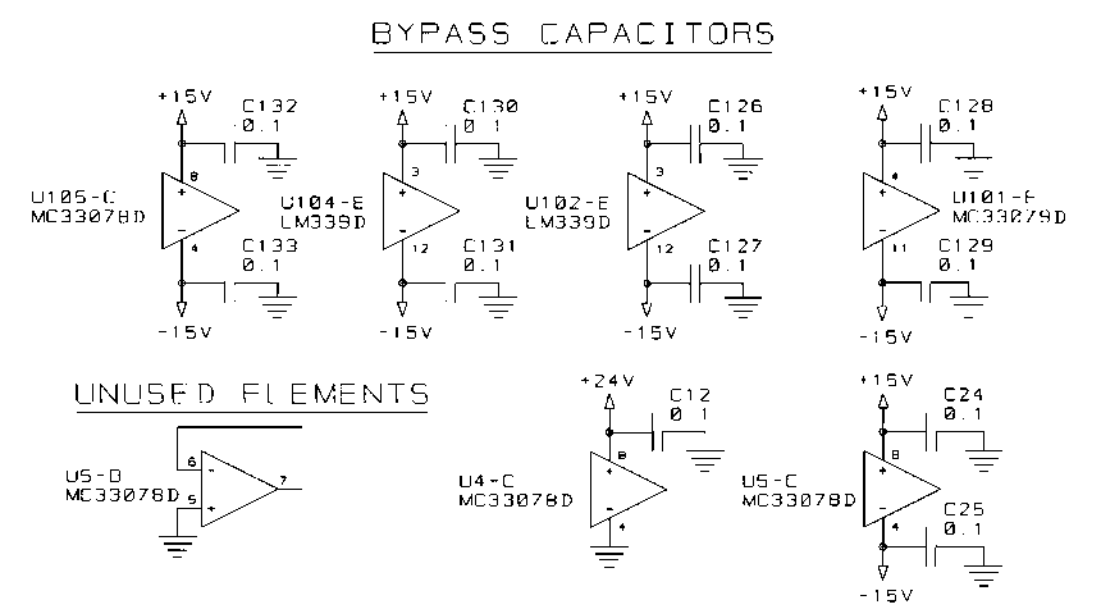 BYPASS CAPACITORS
+15V
C132
0.1
8
U105-C
MC33078D
4
C133
0.1
-15V
+15V
C130
0.1
3
U104-E
LM339D
12
C131
0.1
-15V
+15V
C126
0.1
3
U102-E
LM339D
12
C127
0.1
-15V
+15V
C128
0.1
4
U101-E
MC33079D
11
C129
0.1
-15V
UNUSED ELEMENTS
6
U5-B
MC33078D
5
7
+24V
C12
0.1
8
U4-C
MC33078D
4
+15V
C24
0.1
8
U5-C
MC33078D
4
C25
0.1
-15V